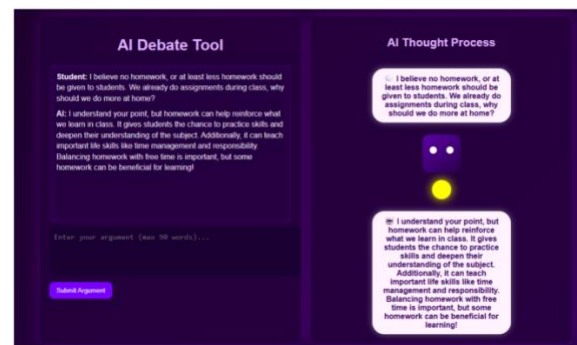 AI Debate Tool
Student: I believe no homework, or at least less homework should
be given to students. We already do assignments during class, why
should we do more at home?
AI: I understand your point, but homework can help reinforce what
we learn in class. It gives students the chance to practice skills and
deepen their understanding of the subject. Additionally, it can teach
important life skills like time management and responsibility.
Balancing homework with free time is important, but some
homework can be beneficial for learning!
Enter your argument (max 90 words)...
Submit Argument
AI Thought Process
I believe no homework, or at
least less homework should be
given to students. We already do
assignments during class, why
should we do more at home?
I understand your point, but
homework can help reinforce
what we learn in class. It gives
students the chance to practice
skills and deepen their
understanding of the subject.
Additionally, it can teach
important life skills like time
management and responsibility.
Balancing homework with free
time is important, but some
homework can be beneficial for
learning!